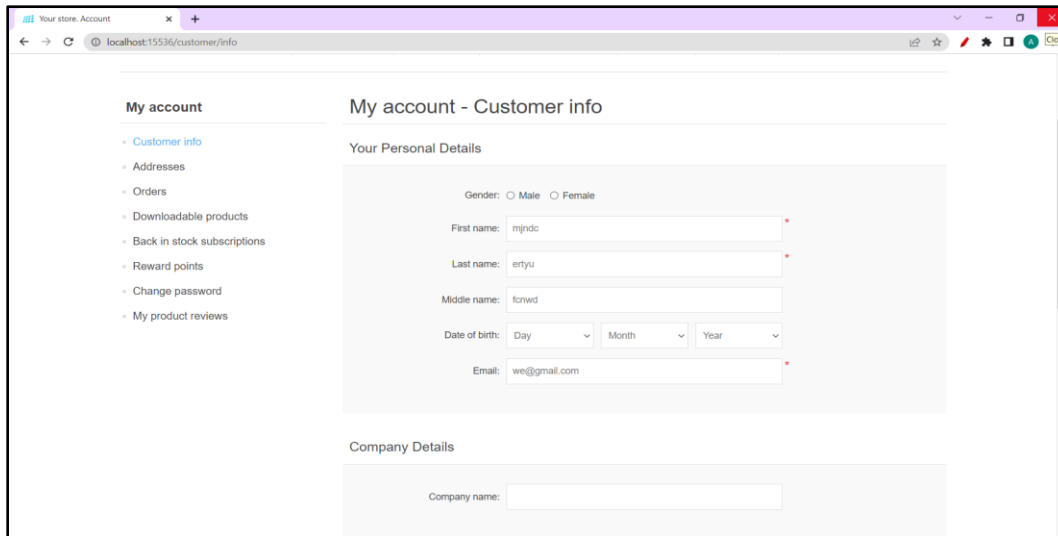 Your store. Account
localhost:15536/customer/info
A
Clo
My account
Customer info
Addresses
Orders
Downloadable products
Back in stock subscriptions
Reward points
Change password
My product reviews
My account - Customer info
Your Personal Details
Gender: Male Female
First name: mjndc *
Last name: ertyu *
Middle name: fcnwd
Date of birth: Day Month Year
Email: we@gmail.com *
Company Details
Company name: